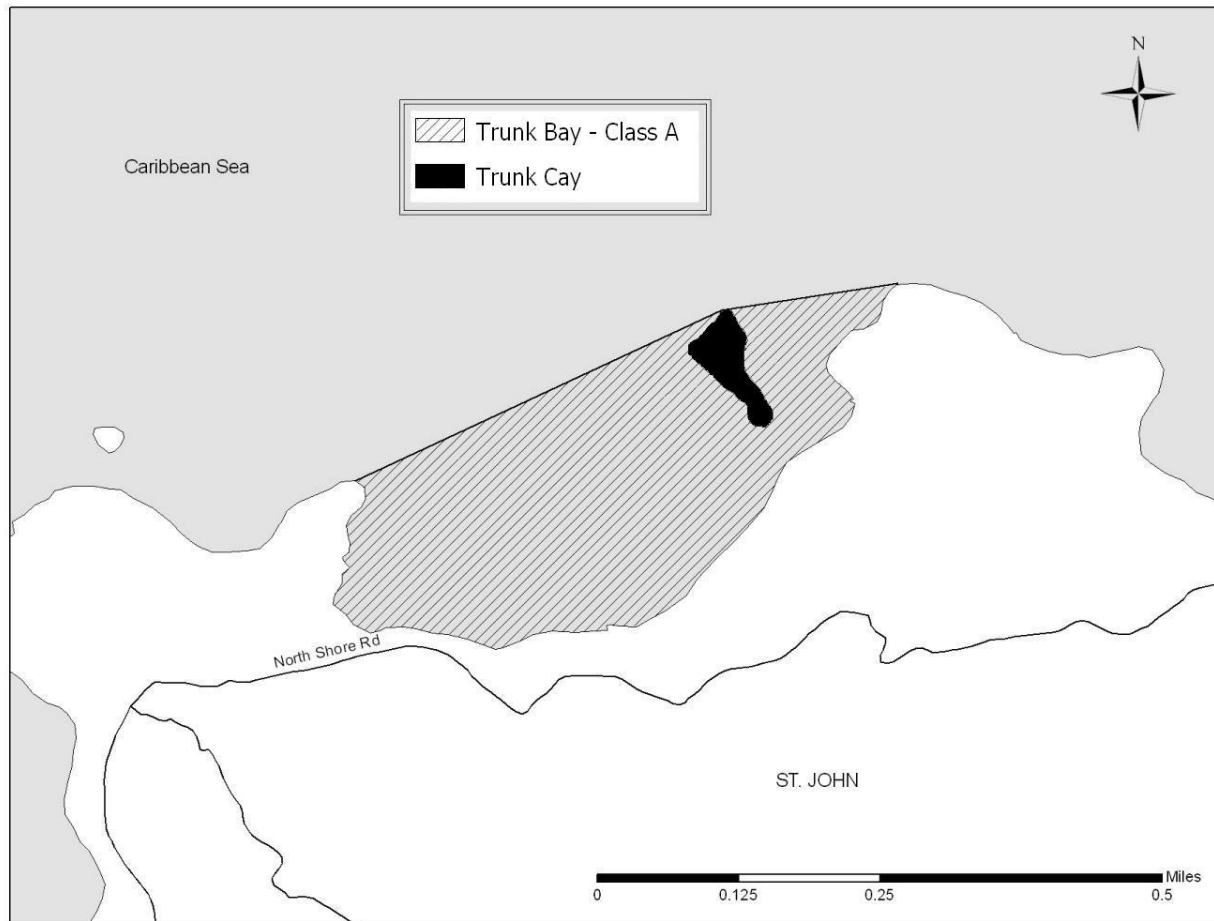 N
Trunk Bay - Class A
Trunk Cay
Caribbean Sea
North Shore Rd
ST. JOHN
Miles
0 0.125 0.25 0.5